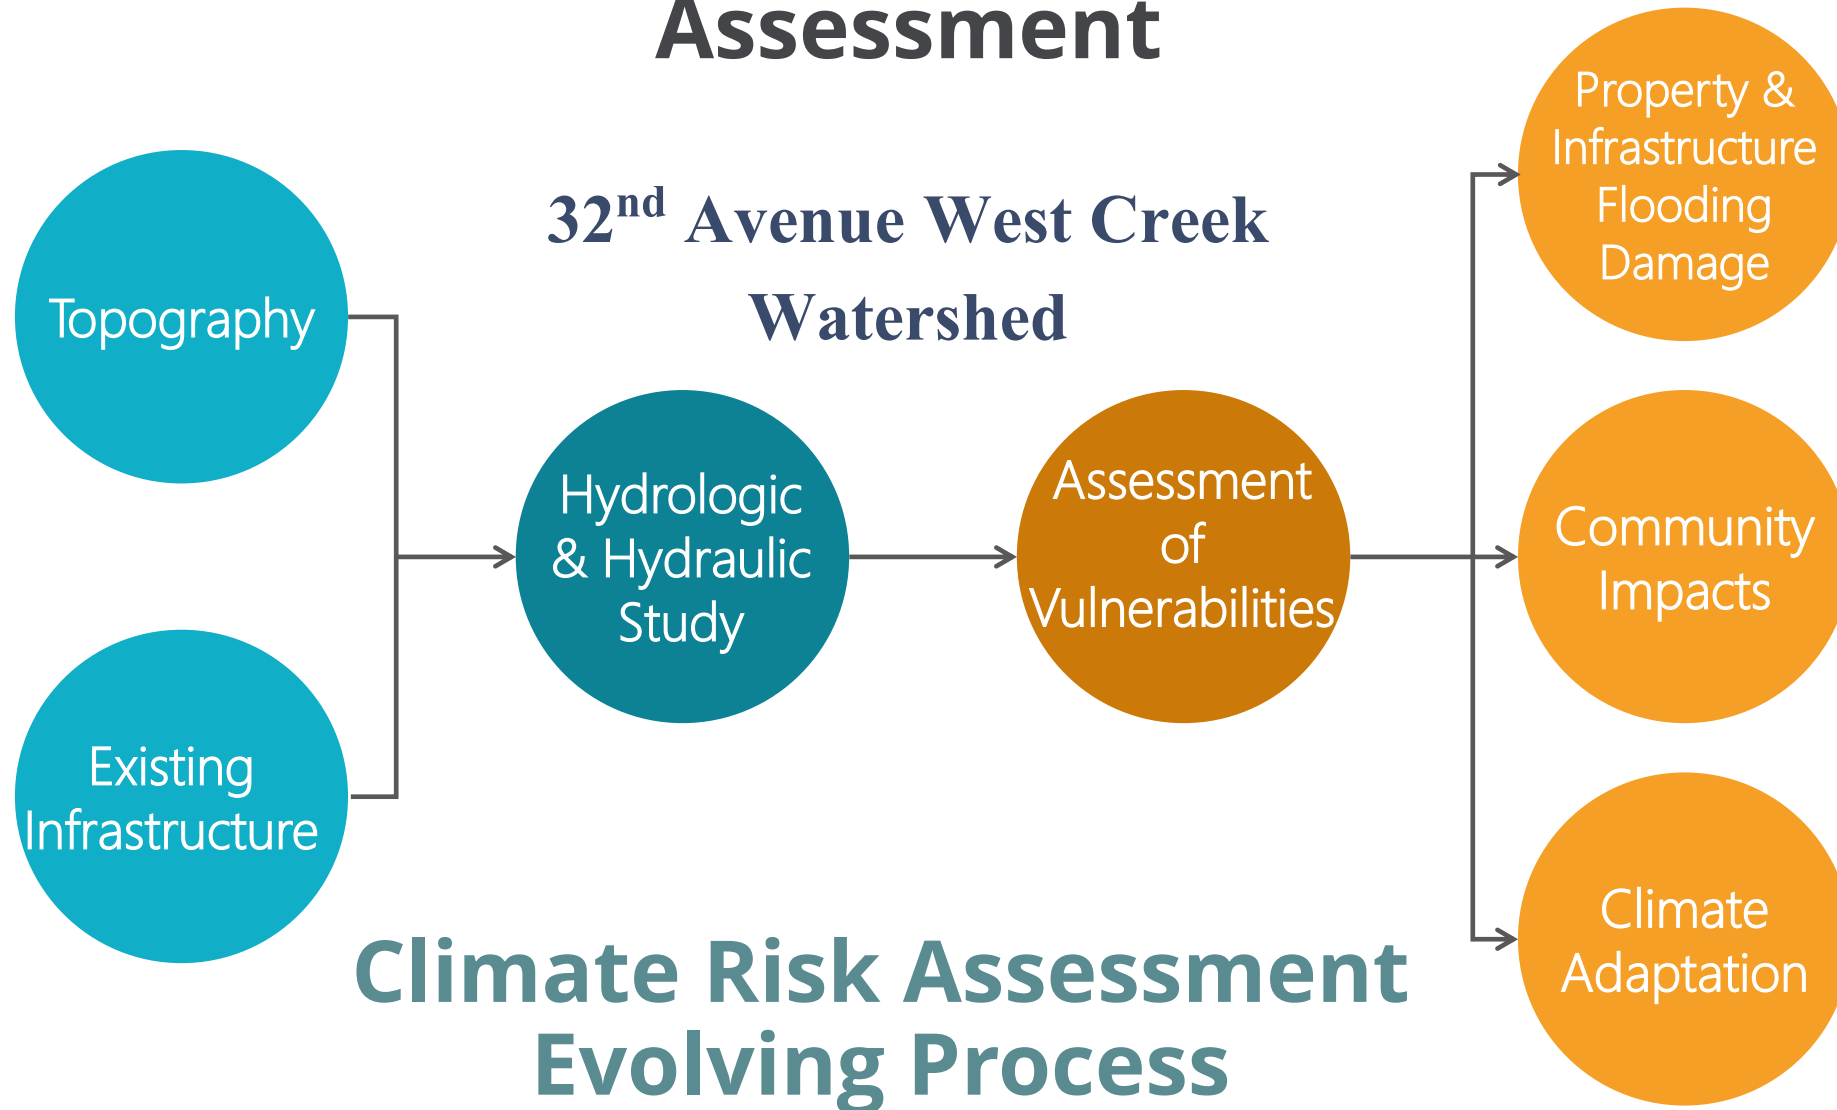 Assessment
32nd Avenue West Creek
Watershed
Topography
Existing
Infrastructure
Hydrologic
& Hydraulic
Study
Assessment
of
Vulnerabilities
Property &
Infrastructure
Flooding
Damage
Community
Impacts
Climate
Adaptation
Climate Risk Assessment
Evolving Process